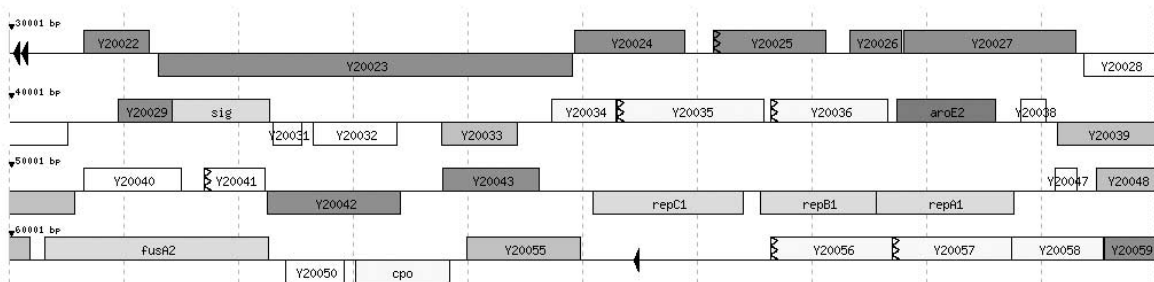 30001 bp
Y20022 Y20024 Y20025 Y20026 Y20027
Y20023 Y20028
40001 bp
Y20029 sig Y20034 Y20035 Y20036 aroE2 Y20038
Y20031 Y20032 Y20033 Y20039
50001 bp
Y20040 Y20041 Y20043 Y20047 Y20048
Y20042 repC1 repB1 repA1
60001 bp
fusA2 Y20055 Y20056 Y20057 Y20058 Y20059
Y20050 cpo